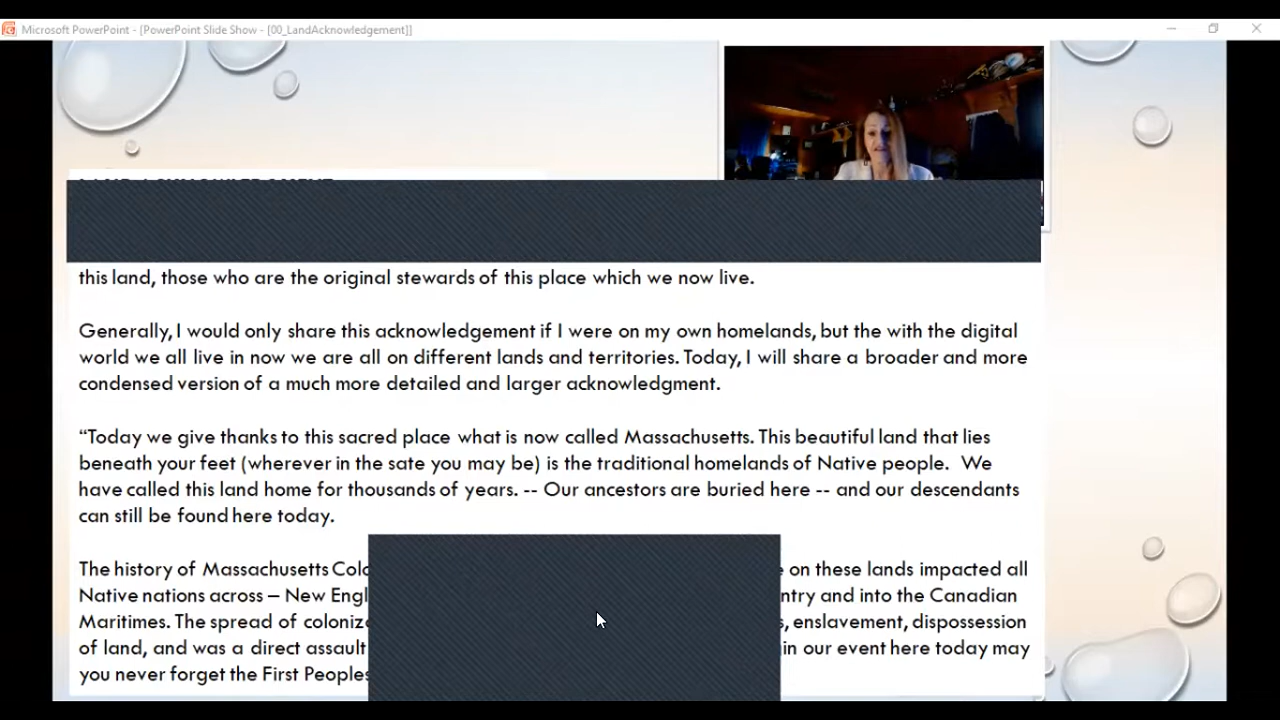 Microsoft PowerPoint - [PowerPoint Slide Show - [00_LandAcknowledgement]]
this land, those who are the original stewards of this place which we now live.
Generally, I would only share this acknowledgement if I were on my own homelands, but the with the digital
world we all live in now we are all on different lands and territories. Today, I will share a broader and more
condensed version of a much more detailed and larger acknowledgment.
“Today we give thanks to this sacred place what is now called Massachusetts. This beautiful land that lies
beneath your feet (wherever in the sate you may be) is the traditional homelands of Native people. We
have called this land home for thousands of years. -- Our ancestors are buried here -- and our descendants
can still be found here today.
The history of Massachusetts on these lands impacted all
Native nations across – New and into the Canadian
Maritimes. The spread of enslavement, dispossession
of land, and was a direct assault in our event here today may
you never forget the First Peoples